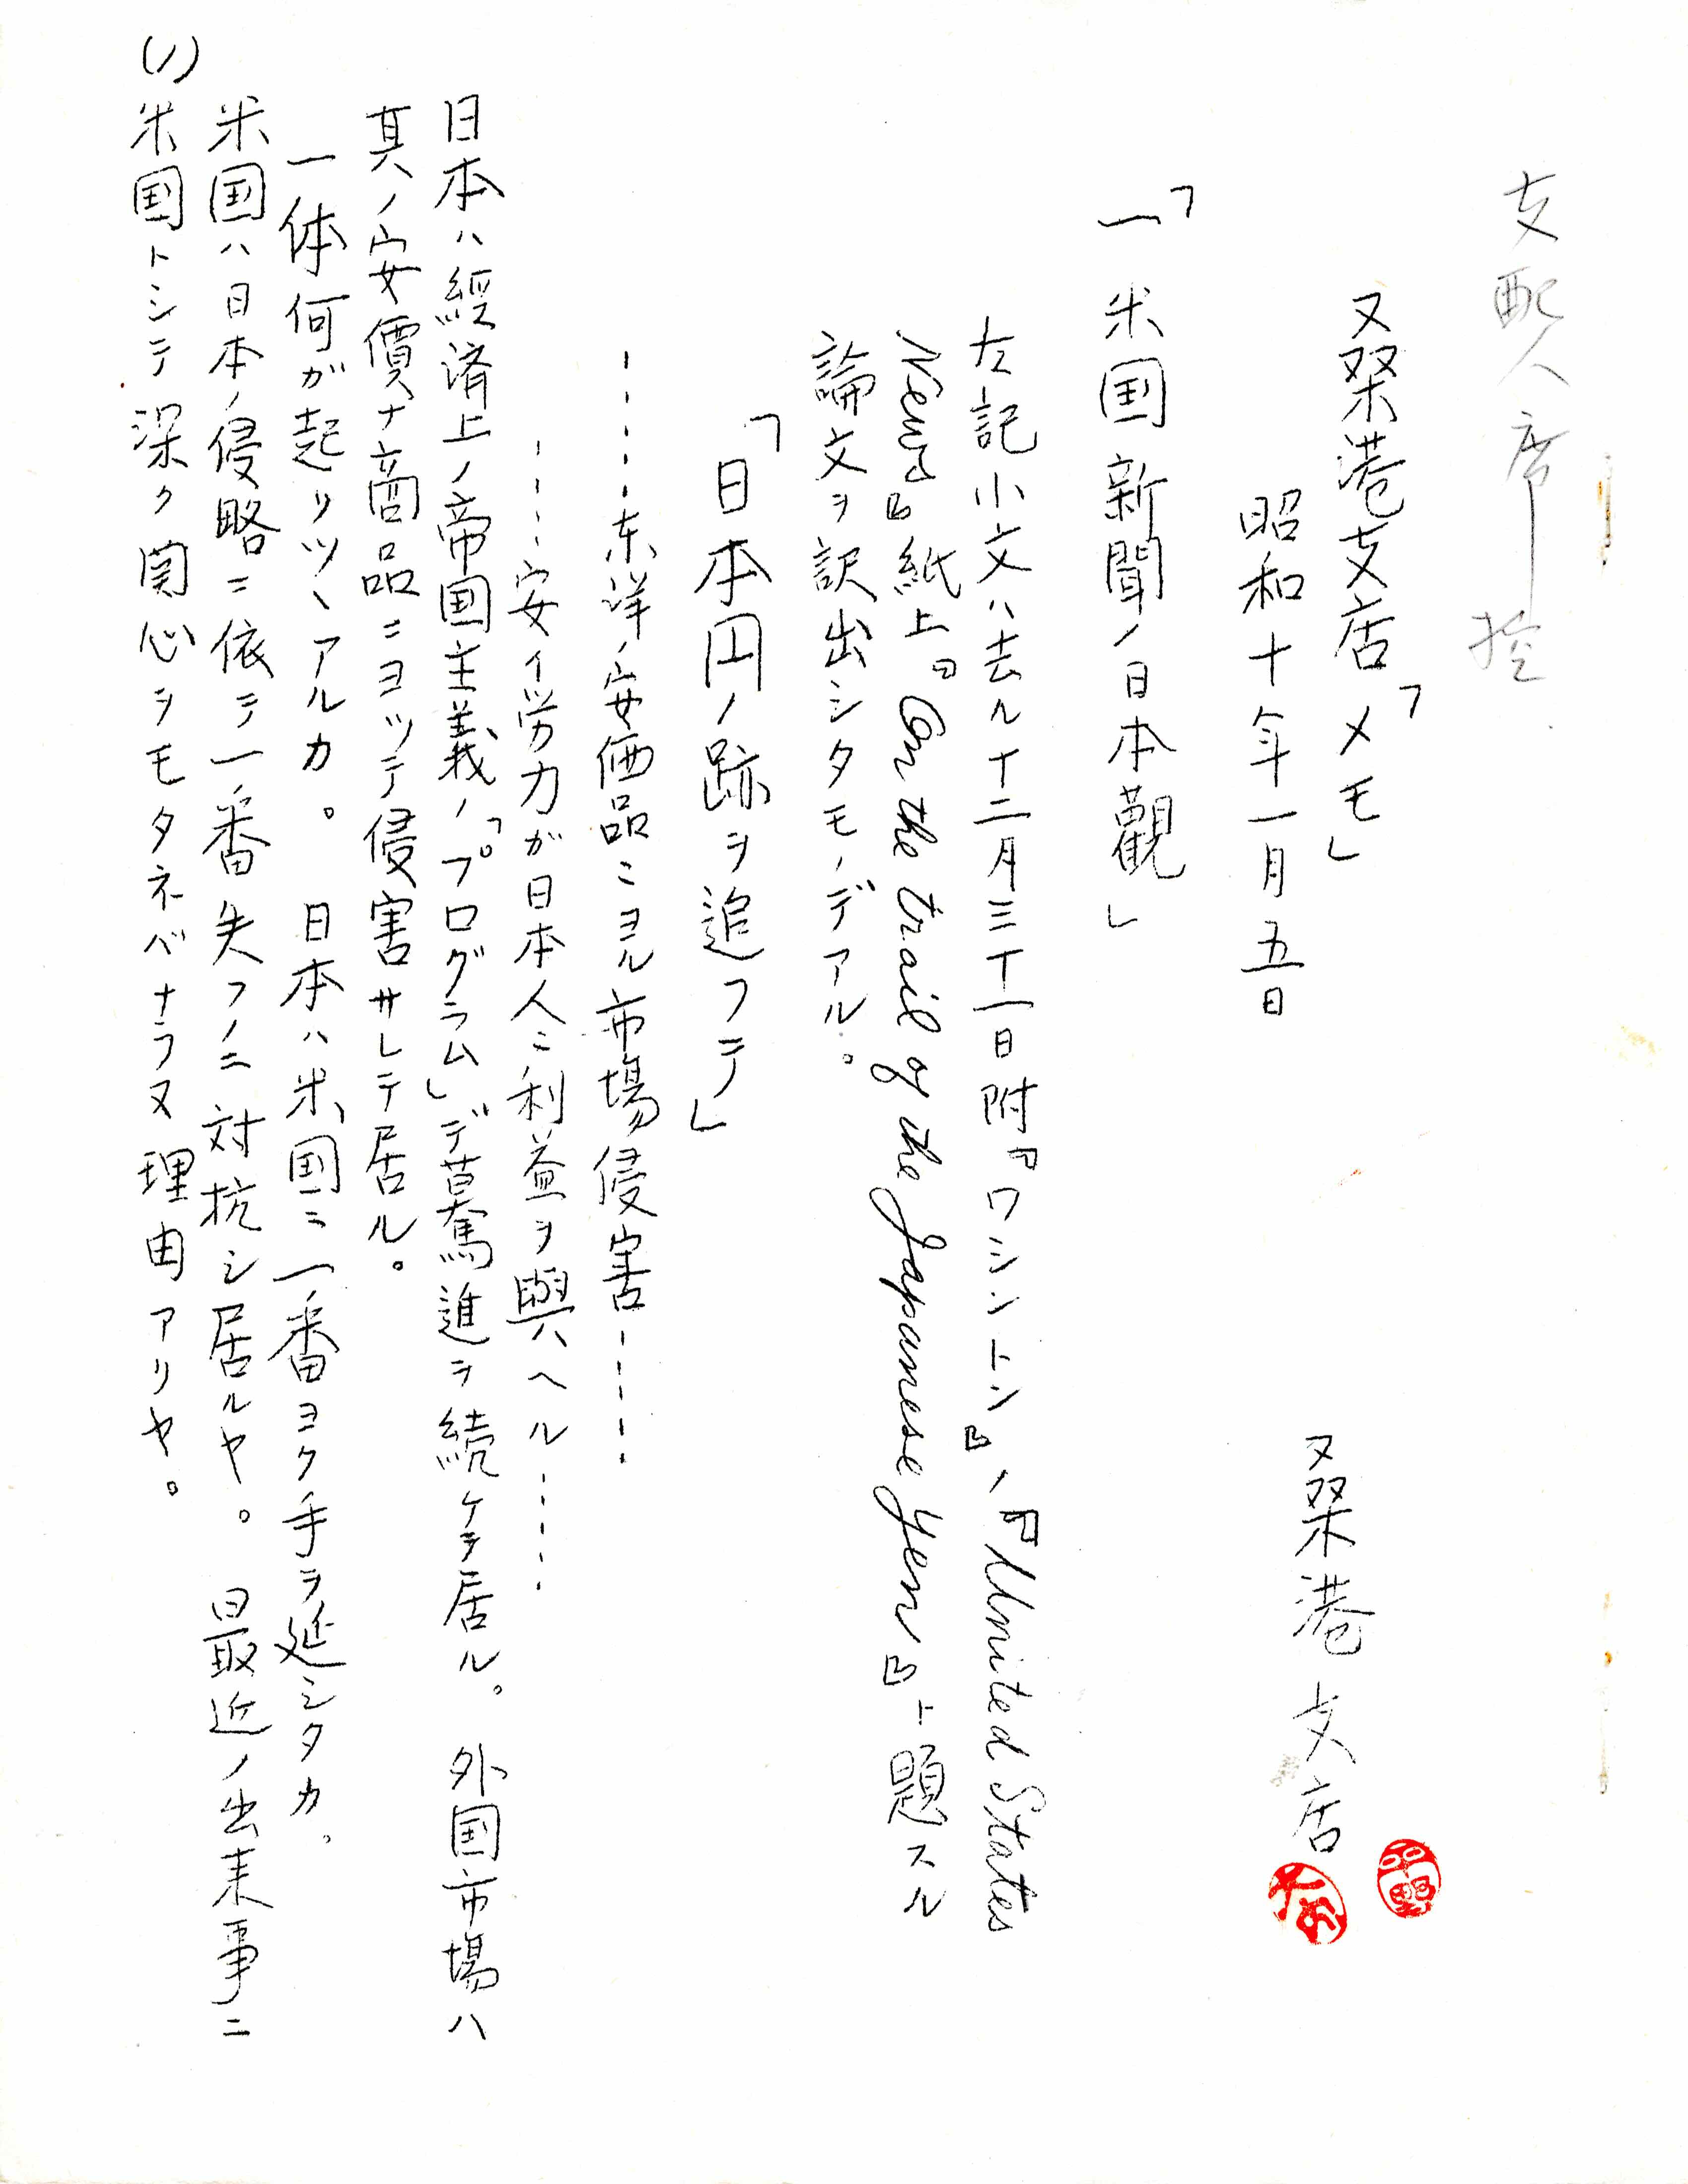 支配人席 控
桑港支店「メモ」
昭和十年一月五日
桑港支店
平野
「一 米国新聞ノ日本觀」
左記小文ハ去ル十二月三十一日附『ワシントン』、『United States
News』紙上『On the trail of the Japanese Yen』ト題スル
論文ヲ訳出シタモノデアル。
「日本円ノ跡ヲ追フテ」
……東洋ノ安価品ニヨル市場侵害……
……安イ労力が日本人ニ利益ヲ與ヘル……
日本ハ經済上ノ帝国主義ノ「プログラム」デ驀進ヲ続ケテ居ル。 外国市場ハ
其ノ安價ナ商品ニヨツテ侵害サレテ居ル。
一体何が起リツヽアルカ。 日本ハ米国ニ一番ヨク手ヲ延シタカ。
米国ハ日本ノ侵略ニ依テ一番失フノニ対抗シ居ルヤ。 最近ノ出来事ニ
米国トシテ深ク関心ヲモタネバナラヌ理由アリヤ。
(1)